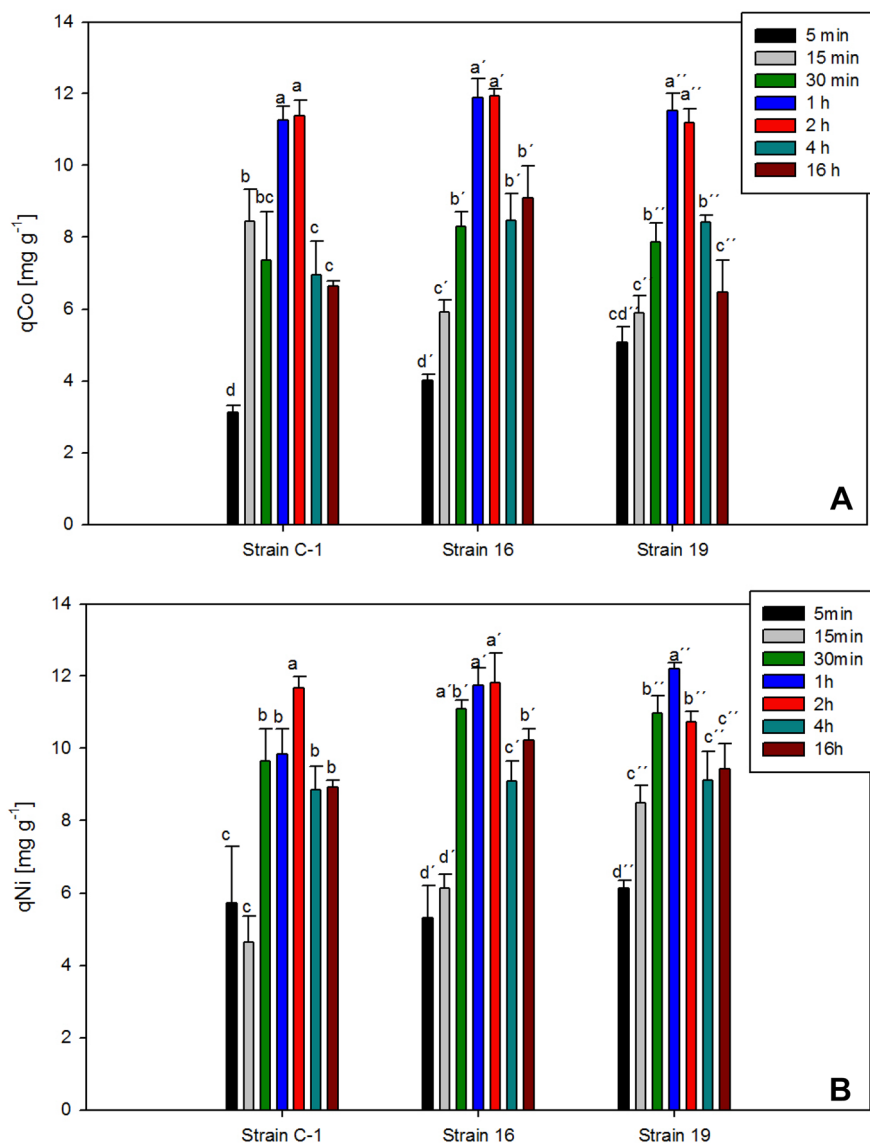 14
12
10
8
6
4
2
0
qCo [mg g⁻¹]
5 min
15 min
30 min
1 h
2 h
4 h
16 h
d
b
bc
a
a
c
c
d´
c´
b´
a´
a´
b´
b´
cd´´
c´
b´´
a´´
a´´
b´´
c´´
A
Strain C-1
Strain 16
Strain 19
14
12
10
8
6
4
2
0
qNi [mg g⁻¹]
5min
15min
30min
1h
2h
4h
16h
c
c
b
b
a
b
b
d´
d´
a´b´
a´
a´
c´
b´
d´´
c´´
b´´
a´´
b´´
c´´
c´´
B
Strain C-1
Strain 16
Strain 19